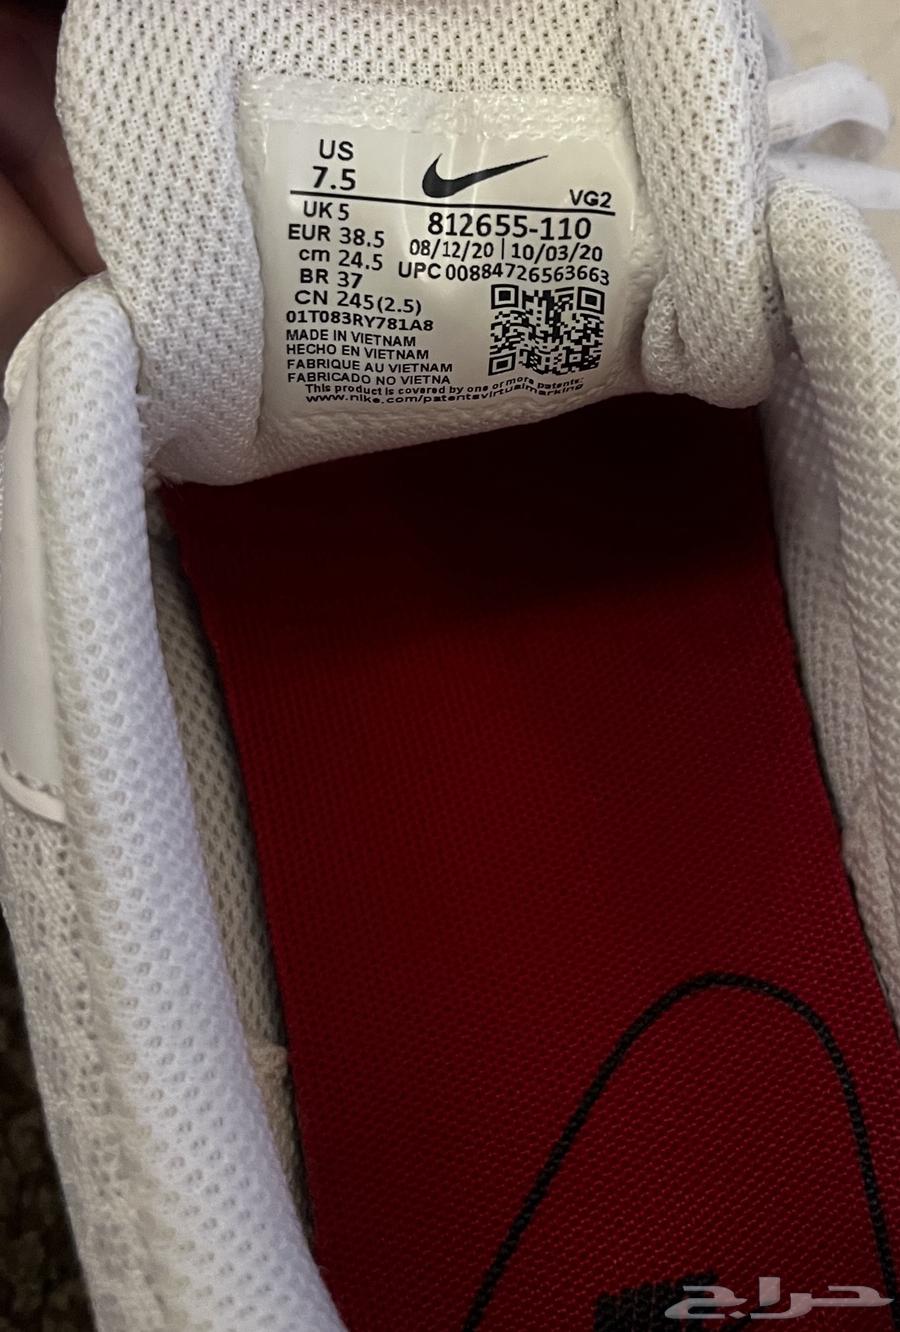 US
7.5
VG2
UK 5
812655-110
EUR 38.5
08/12/20 | 10/03/20
cm 24.5
UPC 00884726563663
BR 37
CN 245(2.5)
01T083RY781A8
MADE IN VIETNAM
HECHO EN VIETNAM
FABRIQUE AU VIETNAM
FABRICADO NO VIETNA
This product is covered by one or more patents:
www.nike.com/patentsvirtualmarking
حراج